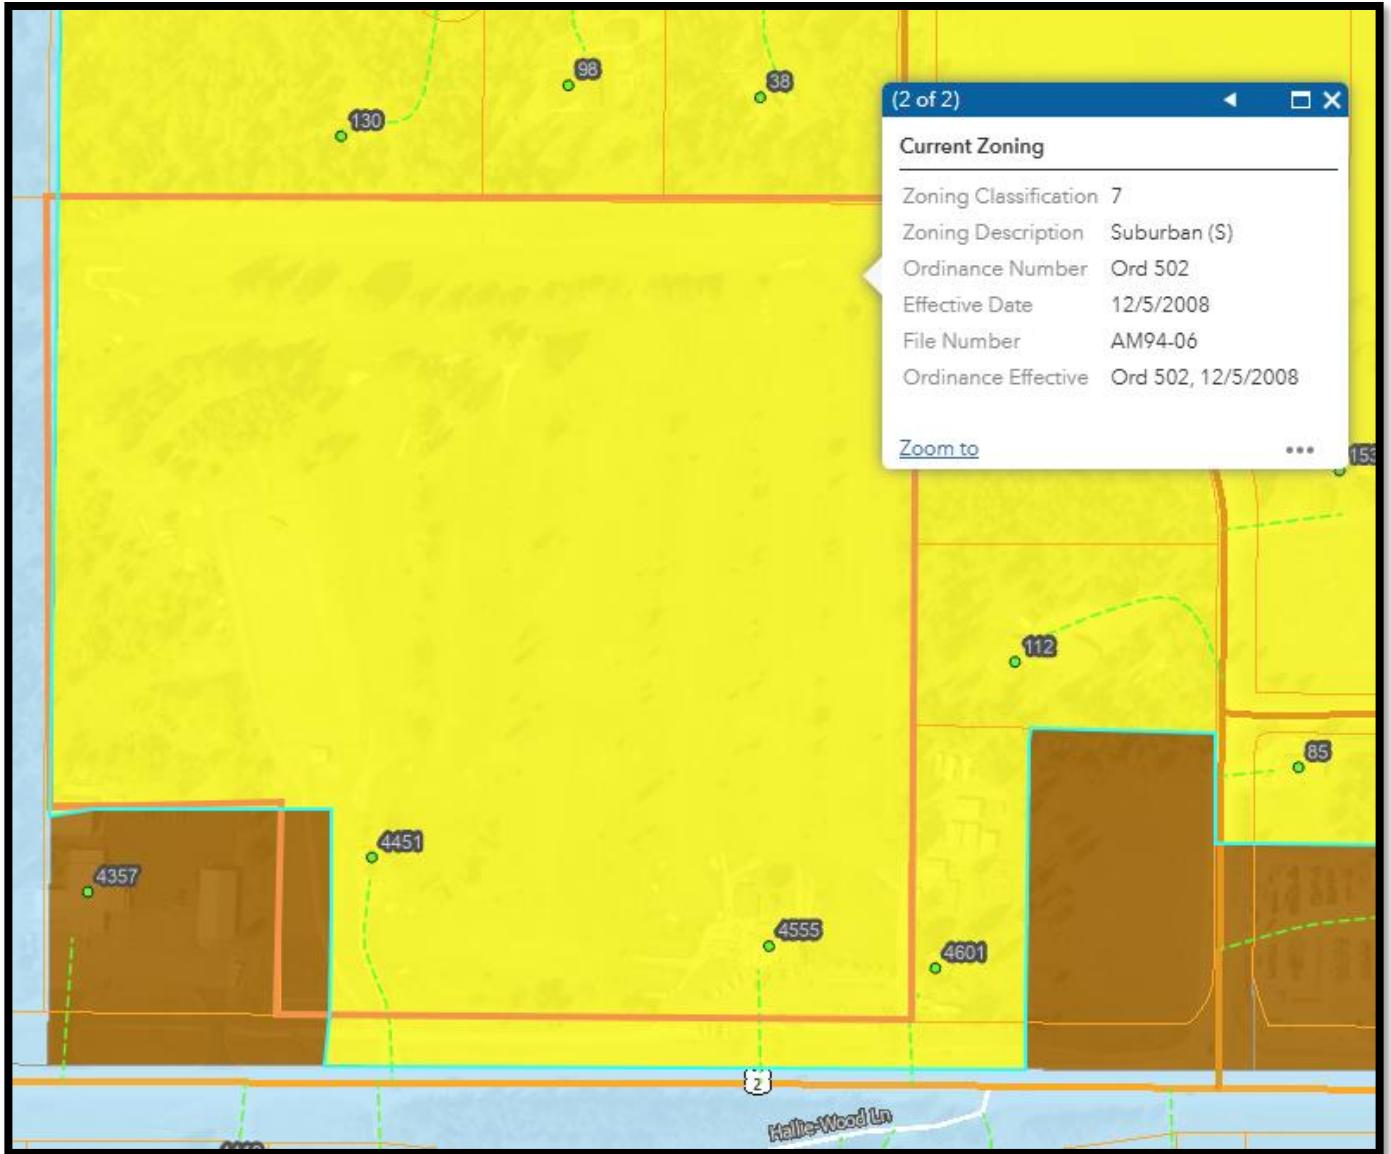 98
38
130
(2 of 2)
Current Zoning
Zoning Classification 7
Zoning Description Suburban (S)
Ordinance Number Ord 502
Effective Date 12/5/2008
File Number AM94-06
Ordinance Effective Ord 502, 12/5/2008
Zoom to
153
112
85
4451
4357
4555
4601
2
Hallie-Wood Ln